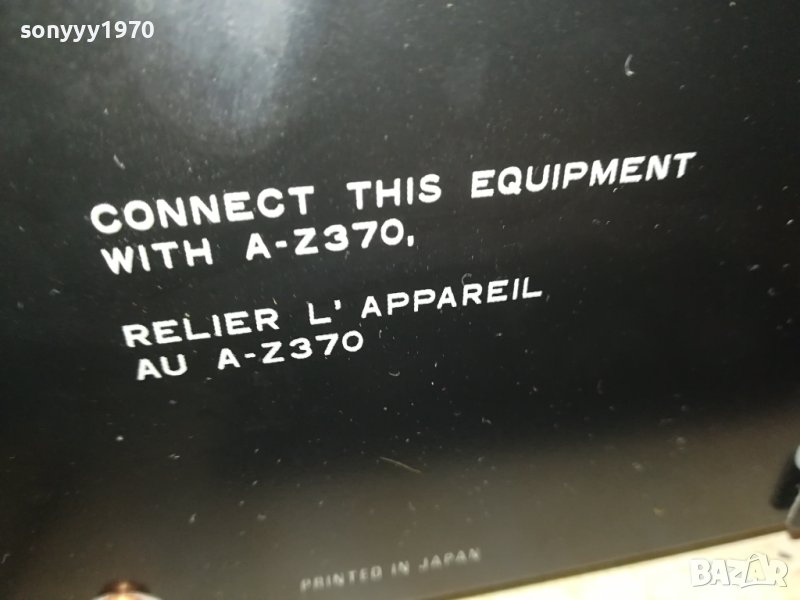 sonyyy1970
CONNECT THIS EQUIPMENT
WITH A-Z370.
RELIER L' APPAREIL
AU A-Z370
PRINTED IN JAPAN
BAZAR